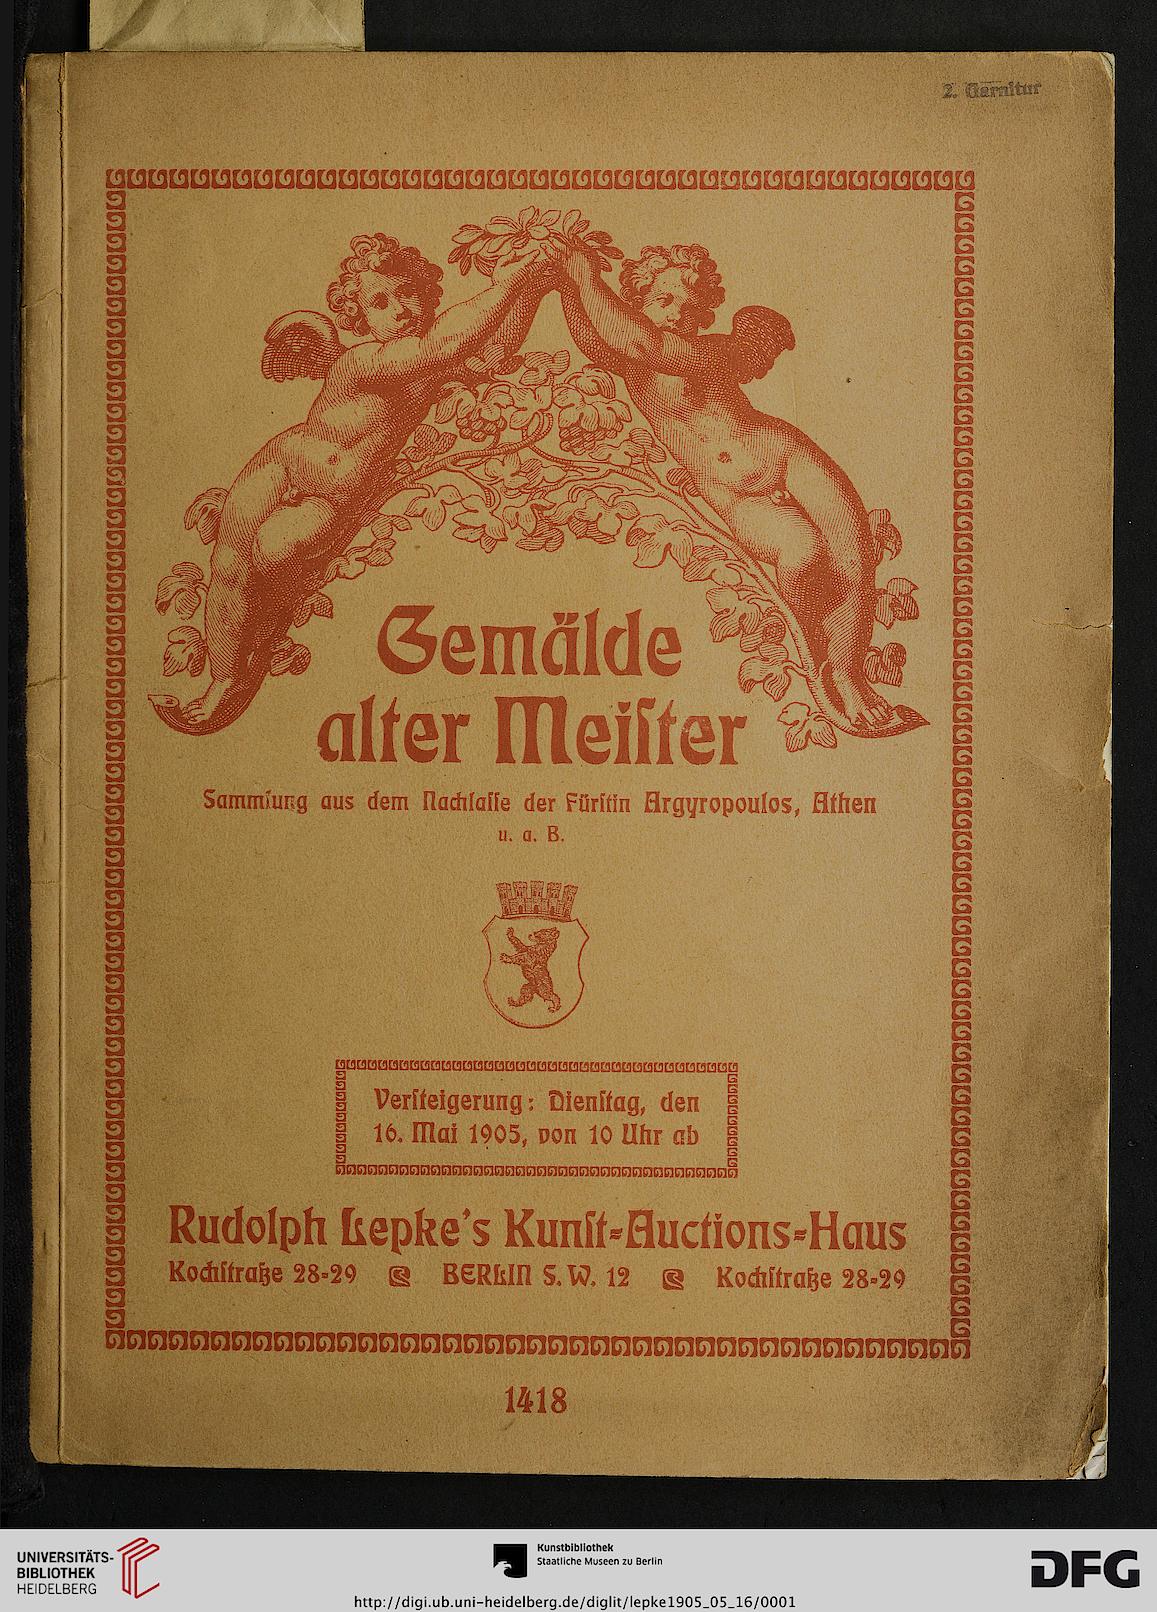 2. Garnitur
Gemälde
alter Meiſter
Sammlung aus dem Nachlaſſe der Fürſtin Argyropoulos, Athen
u. a. B.
Verſteigerung: Dienſtag, den
16. Mai 1905, von 10 Uhr ab
Rudolph Lepke's Kunſt-Auctions-Haus
Kochſtraße 28-29 BERLIN S. W. 12 Kochſtraße 28-29
1418
UNIVERSITÄTS-
BIBLIOTHEK
HEIDELBERG
Kunstbibliothek
Staatliche Museen zu Berlin
DFG
http://digi.ub.uni-heidelberg.de/diglit/lepke1905_05_16/0001